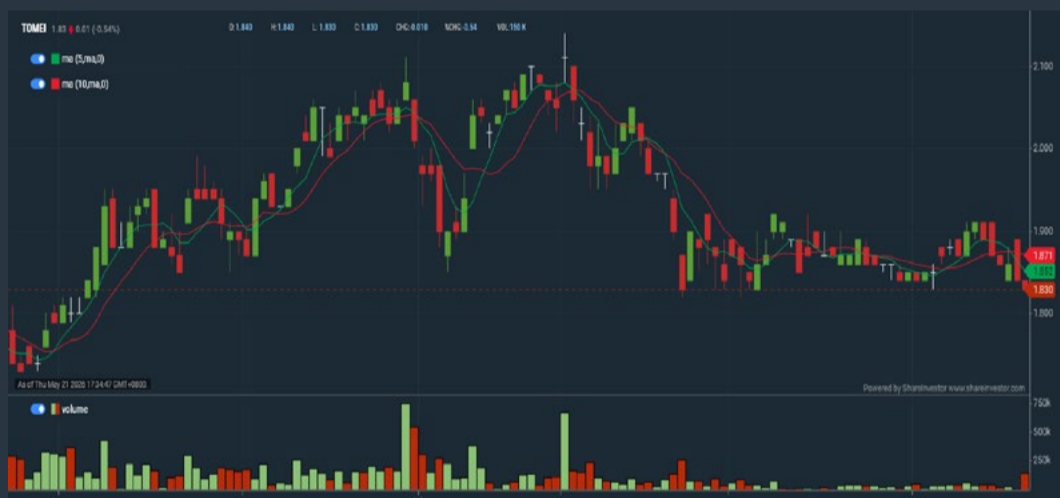 TOMEI 1.83 0.01 (-0.54%) O:1.840 H:1.840 L: 1.830 C: 1.830 CHG:-0.010 %CHG:-0.54 VOL:150 K
ma (5,ma,0)
ma (10,ma,0)
2.100
2.000
1.900
1.871
1.852
1.830
1.800
As of Thu May 21 2026 17:34:47 GMT+0800
Powered by ShareInvestor www.shareinvestor.com
volume
750k
500k
250k